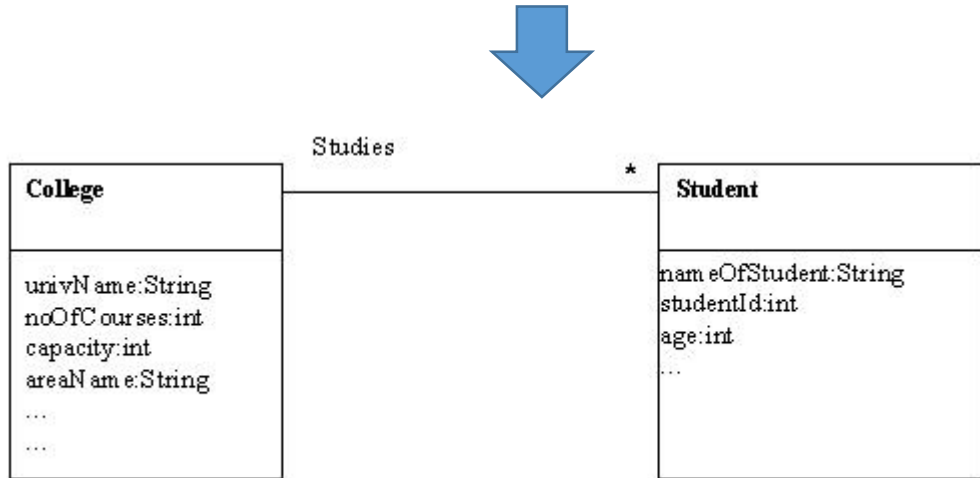 Studies
*
College
univName:String
noOfCourses:int
capacity:int
areaName:String
...
...
Student
nameOfStudent:String
studentId:int
age:int
...